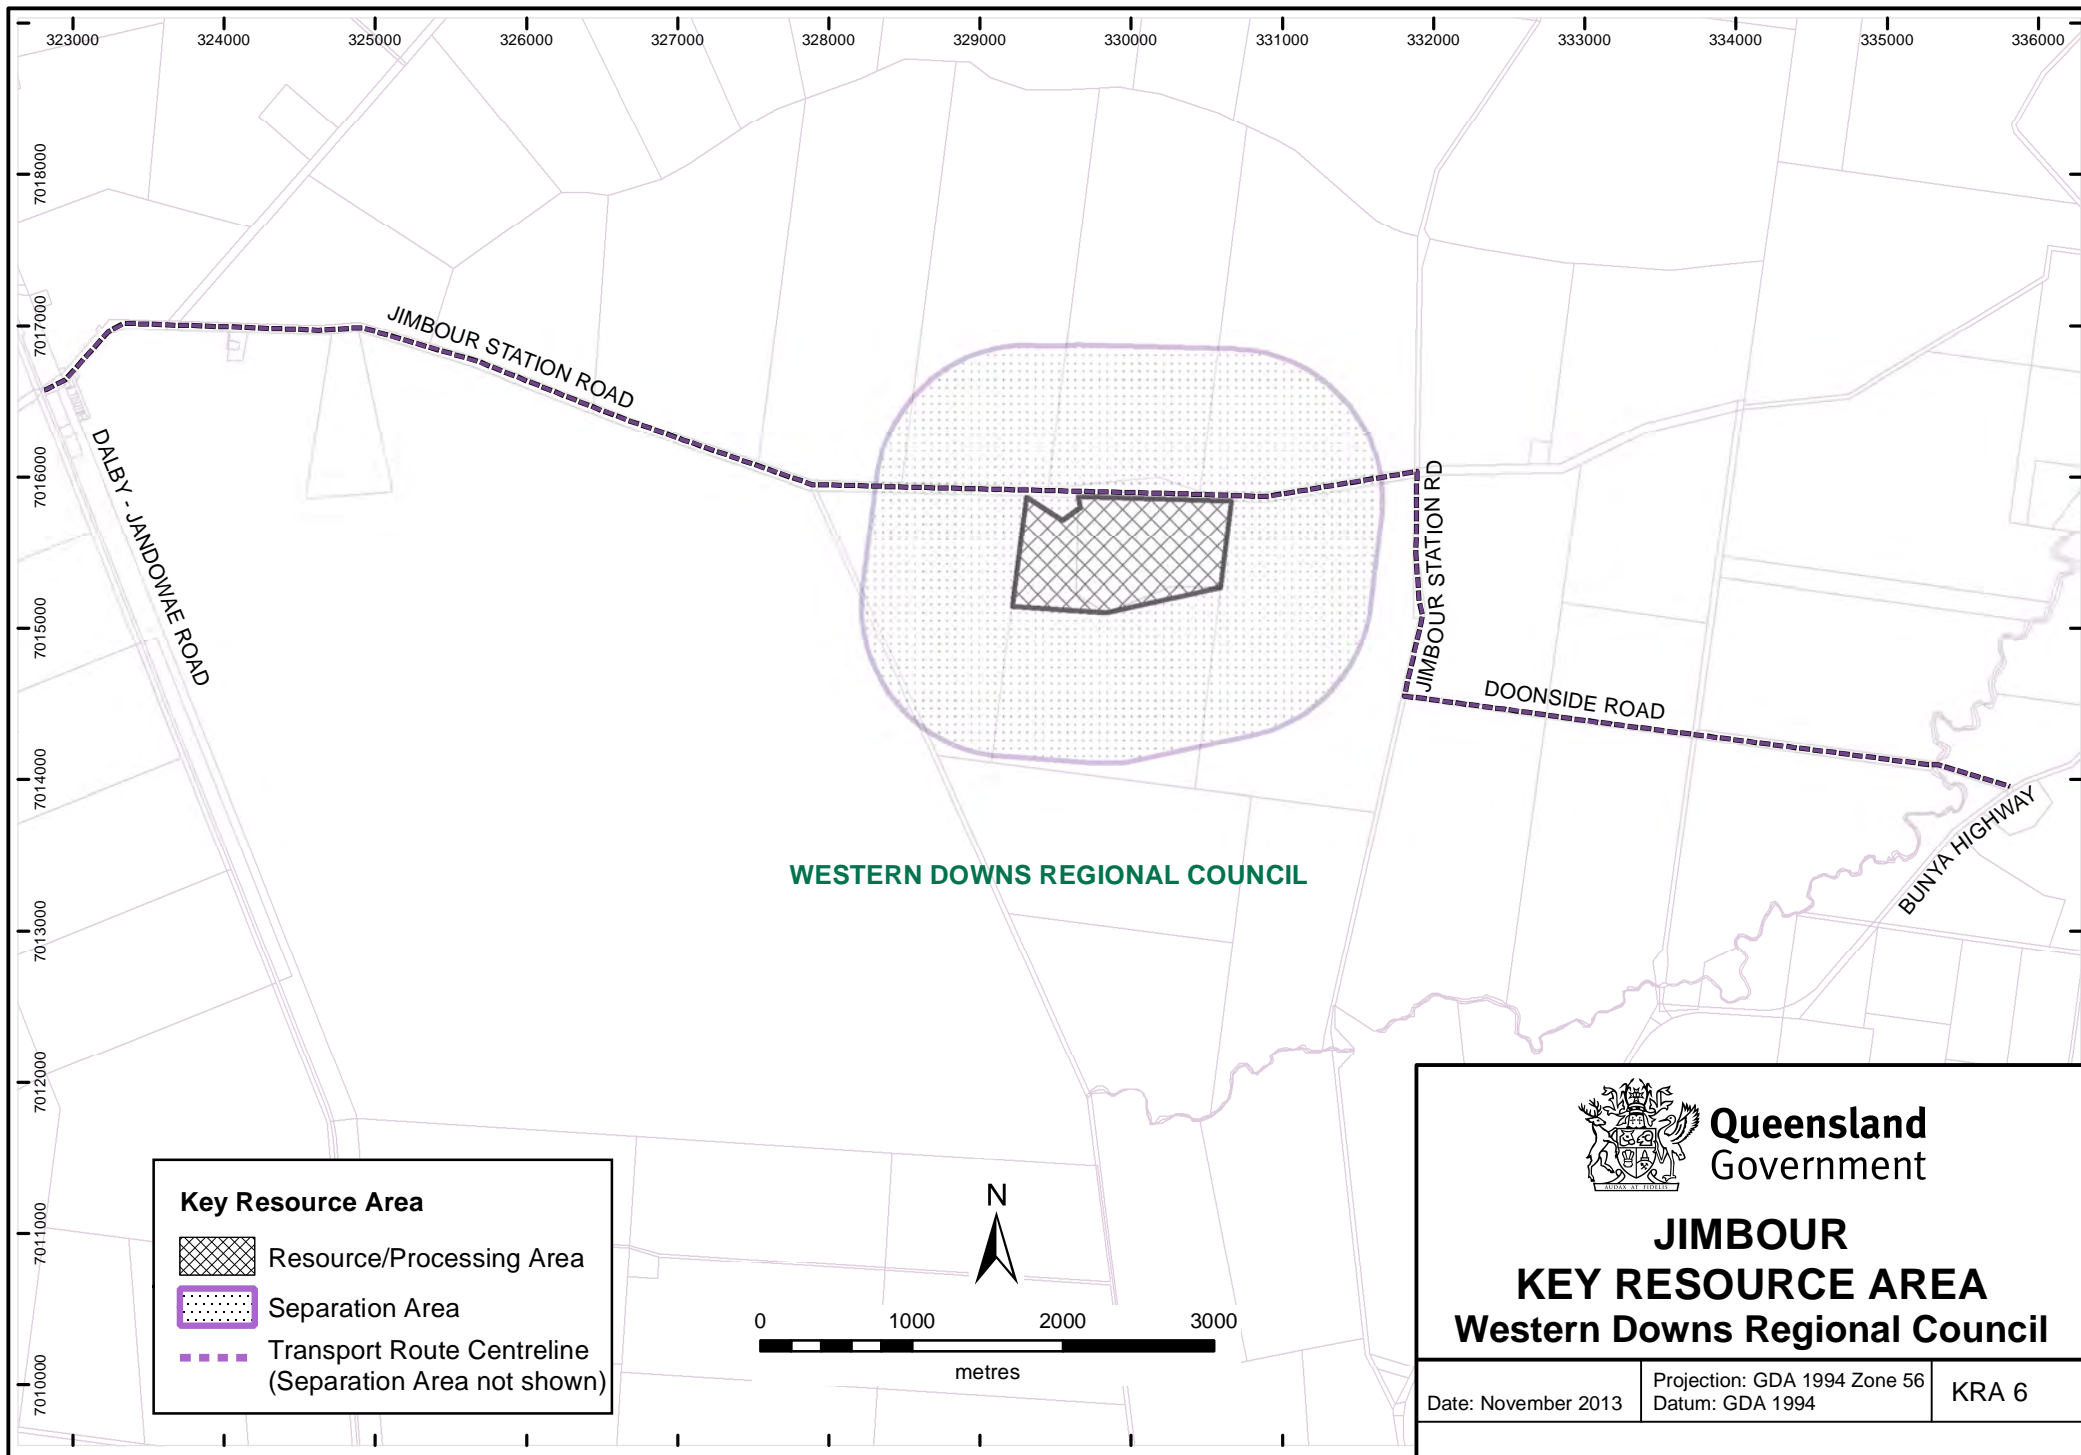 323000 324000 325000 326000 327000 328000 329000 330000 331000 332000 333000 334000 335000 336000
7018000
7017000
7016000
7015000
7014000
7013000
7012000
7011000
7010000
JIMBOUR STATION ROAD
DALBY - JANDOWAE ROAD
JIMBOUR STATION RD
DOONSIDE ROAD
BUNYA HIGHWAY
WESTERN DOWNS REGIONAL COUNCIL
Key Resource Area
Resource/Processing Area
Separation Area
Transport Route Centreline
(Separation Area not shown)
N
0 1000 2000 3000
metres
AUDAX AT FIDELIS
Queensland
Government
JIMBOUR
KEY RESOURCE AREA
Western Downs Regional Council
Date: November 2013
Projection: GDA 1994 Zone 56
Datum: GDA 1994
KRA 6